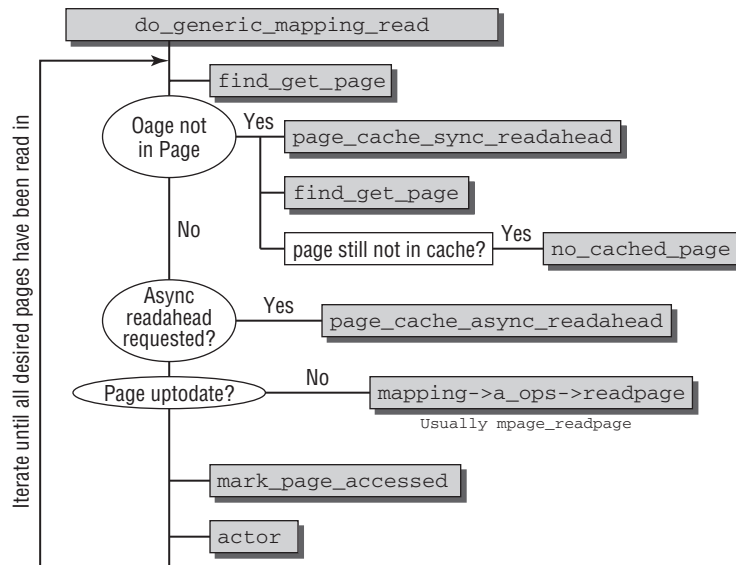 do_generic_mapping_read
find_get_page
Oage not
in Page
Yes
page_cache_sync_readahead
find_get_page
No
page still not in cache?
Yes
no_cached_page
Async
readahead
requested?
Yes
page_cache_async_readahead
Page uptodate?
No
mapping->a_ops->readpage
Usually mpage_readpage
mark_page_accessed
actor
Iterate until all desired pages have been read in